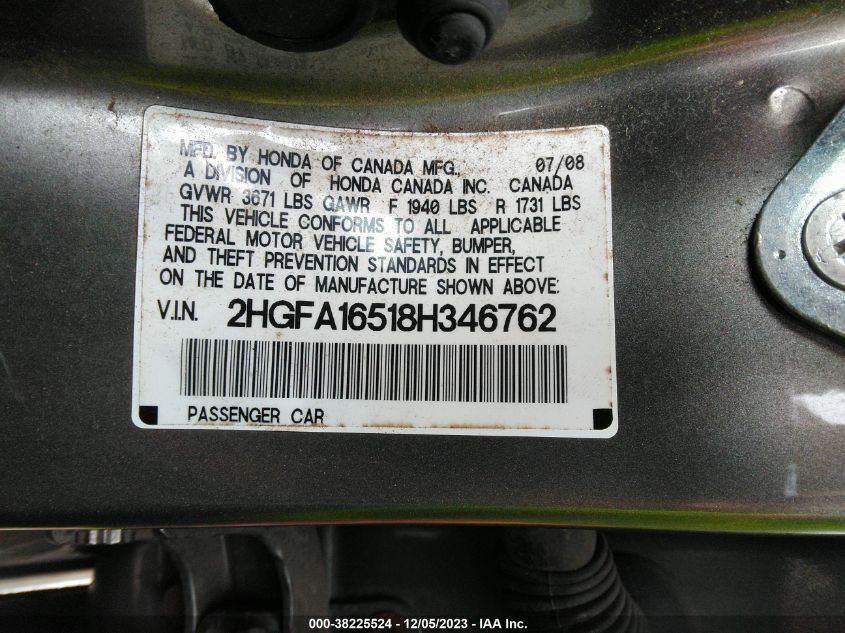 MFD. BY HONDA OF CANADA MFG., 07/08
A DIVISION OF HONDA CANADA INC. CANADA
GVWR 3671 LBS GAWR F 1940 LBS R 1731 LBS
THIS VEHICLE CONFORMS TO ALL APPLICABLE
FEDERAL MOTOR VEHICLE SAFETY, BUMPER,
AND THEFT PREVENTION STANDARDS IN EFFECT
ON THE DATE OF MANUFACTURE SHOWN ABOVE.
V.I.N. 2HGFA16518H346762
PASSENGER CAR
000-38225524 - 12/05/2023 - IAA Inc.